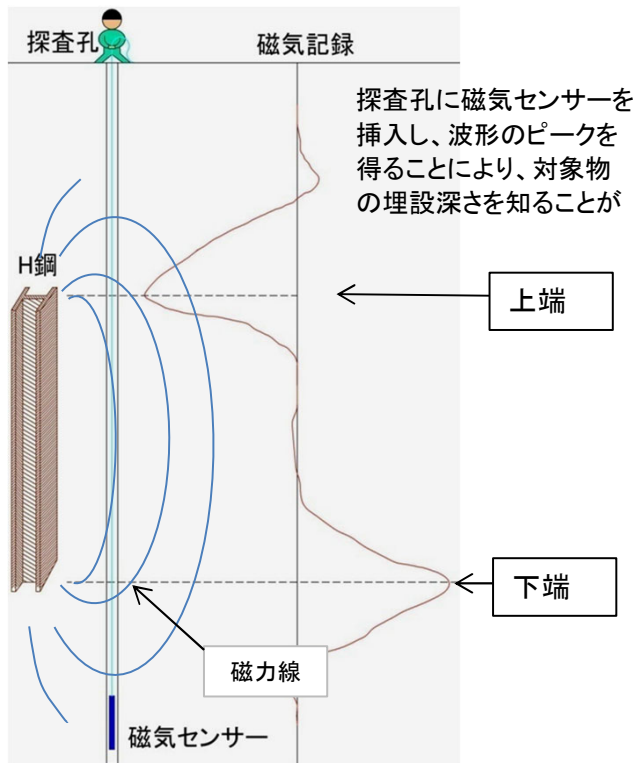 探査孔
磁気記録
探査孔に磁気センサーを
挿入し、波形のピークを
得ることにより、対象物
の埋設深さを知ることが
H鋼
上端
下端
磁力線
磁気センサー